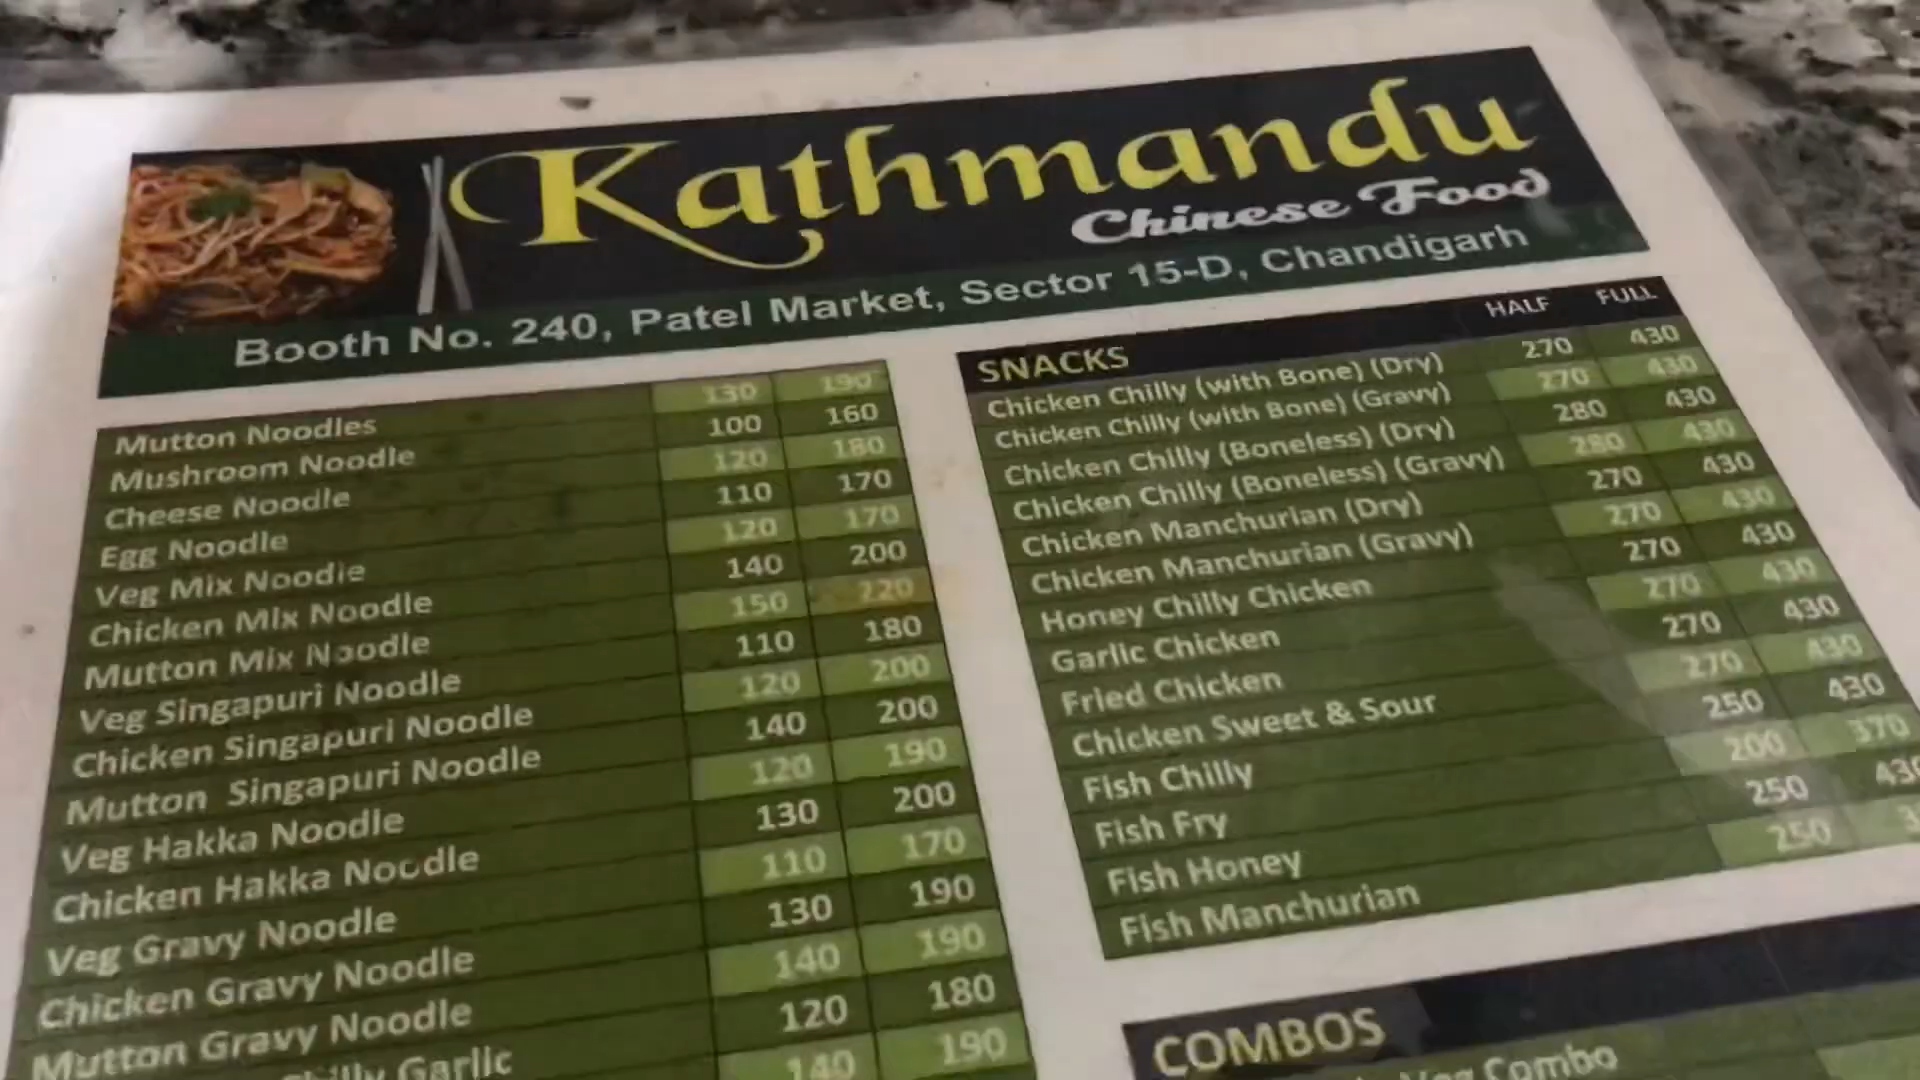 Kathmandu
Chinese Food
Booth No. 240, Patel Market, Sector 15-D, Chandigarh
Mutton Noodles 130 190
Mushroom Noodle 100 160
Cheese Noodle 120 180
Egg Noodle 110 170
Veg Mix Noodle 120 170
Chicken Mix Noodle 140 200
Mutton Mix Noodle 150 220
Veg Singapuri Noodle 110 180
Chicken Singapuri Noodle 120 200
Mutton Singapuri Noodle 140 200
Veg Hakka Noodle 120 190
Chicken Hakka Noodle 130 200
Veg Gravy Noodle 110 170
Chicken Gravy Noodle 130 190
Mutton Gravy Noodle 140 190
Garlic 120 180
140 190
SNACKS HALF FULL
Chicken Chilly (with Bone) (Dry) 270 430
Chicken Chilly (with Bone) (Gravy) 270 430
Chicken Chilly (Boneless) (Dry) 280 430
Chicken Chilly (Boneless) (Gravy) 280 430
Chicken Manchurian (Dry) 270 430
Chicken Manchurian (Gravy) 270 430
Honey Chilly Chicken 270 430
Garlic Chicken 270 430
Fried Chicken 270 430
Chicken Sweet & Sour 270 430
Fish Chilly 250 430
Fish Fry 200 370
Fish Honey 250 430
Fish Manchurian 250
COMBOS
Veg Combo